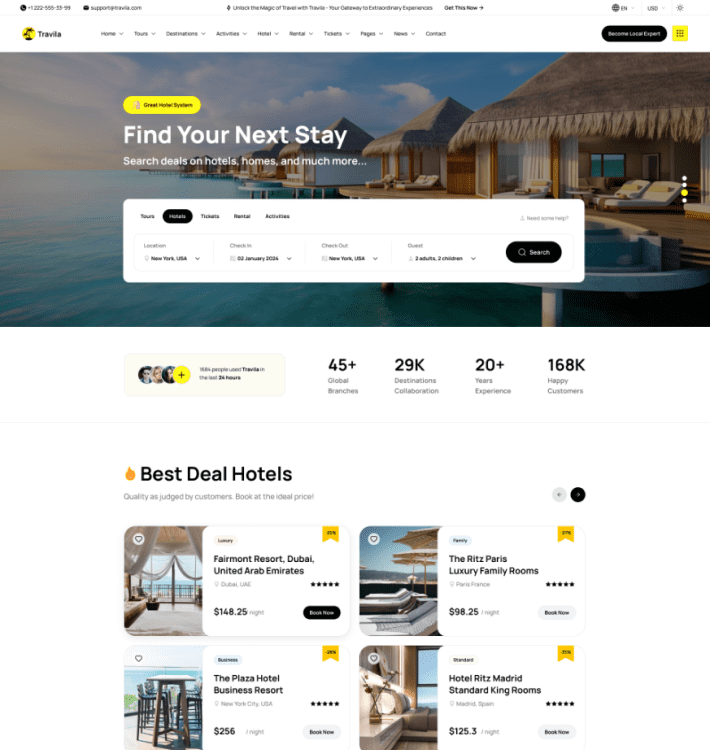 +1 222-555-33-99
support@travila.com
Unlock the Magic of Travel with Travila - Your Gateway to Extraordinary Experiences
Get This Now →
EN
USD
Travila
Home
Tours
Destinations
Activities
Hotel
Rental
Tickets
Pages
News
Contact
Become Local Expert
Great Hotel System
Find Your Next Stay
Search deals on hotels, homes, and much more...
Tours
Hotels
Tickets
Rental
Activities
Need some help?
Location
Check In
Check Out
Guest
New York, USA
02 January 2024
New York, USA
2 adults, 2 children
Search
1684 people used Travila in
the last 24 hours
45+
Global
Branches
29K
Destinations
Collaboration
20+
Years
Experience
168K
Happy
Customers
Best Deal Hotels
Quality as judged by customers. Book at the ideal price!
Luxury
Fairmont Resort, Dubai,
United Arab Emirates
Dubai, UAE
$148.25 / night
Book Now
Family
The Ritz Paris
Luxury Family Rooms
Paris France
$98.25 / night
Book Now
Business
The Plaza Hotel
Business Resort
New York City, USA
$256 / night
Book Now
Standard
Hotel Ritz Madrid
Standard King Rooms
Madrid, Spain
$125.3 / night
Book Now